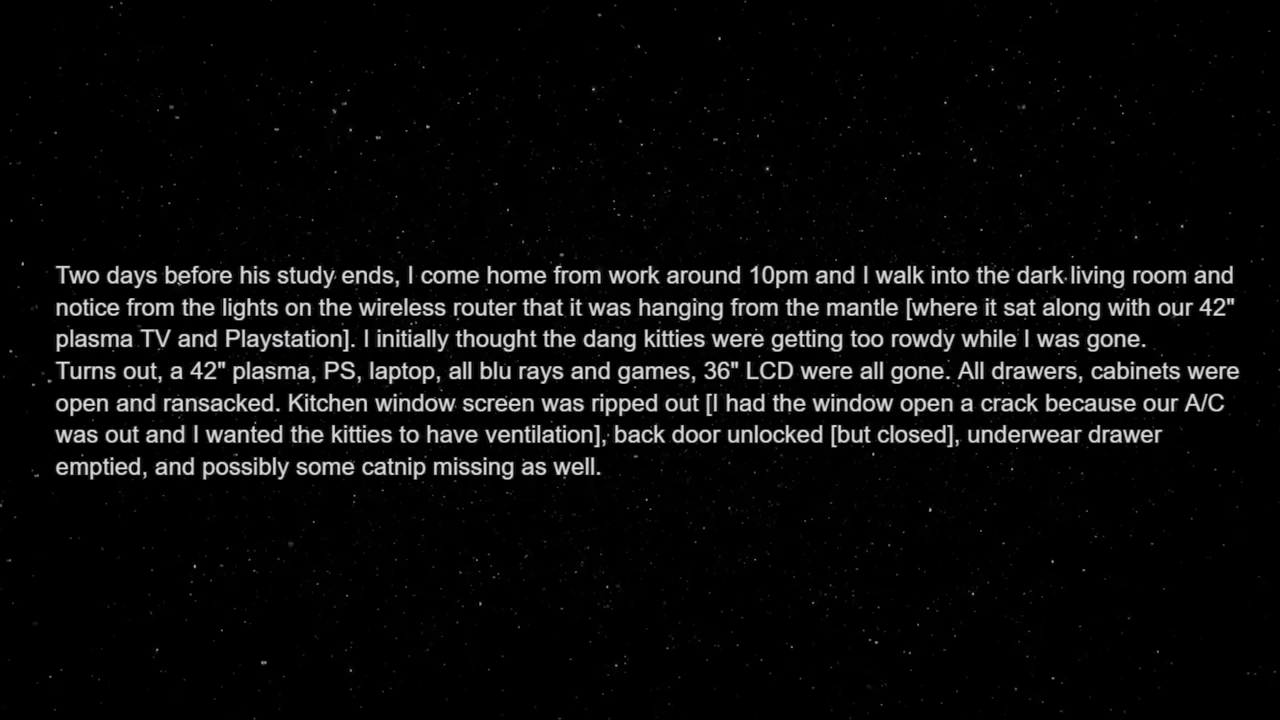 Two days before his study ends, I come home from work around 10pm and I walk into the dark living room and
notice from the lights on the wireless router that it was hanging from the mantle [where it sat along with our 42"
plasma TV and Playstation]. I initially thought the dang kitties were getting too rowdy while I was gone.
Turns out, a 42" plasma, PS, laptop, all blu rays and games, 36" LCD were all gone. All drawers, cabinets were
open and ransacked. Kitchen window screen was ripped out [I had the window open a crack because our A/C
was out and I wanted the kitties to have ventilation], back door unlocked [but closed], underwear drawer
emptied, and possibly some catnip missing as well.